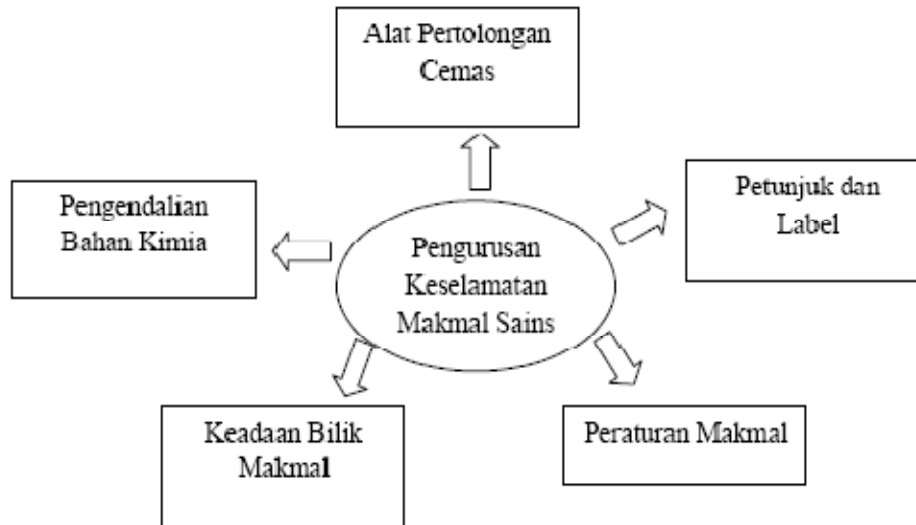 Alat Pertolongan
Cemas
Petunjuk dan
Label
Pengendalian
Bahan Kimia
Pengurusan
Keselamatan
Makmal Sains
Keadaan Bilik
Makmal
Peraturan Makmal